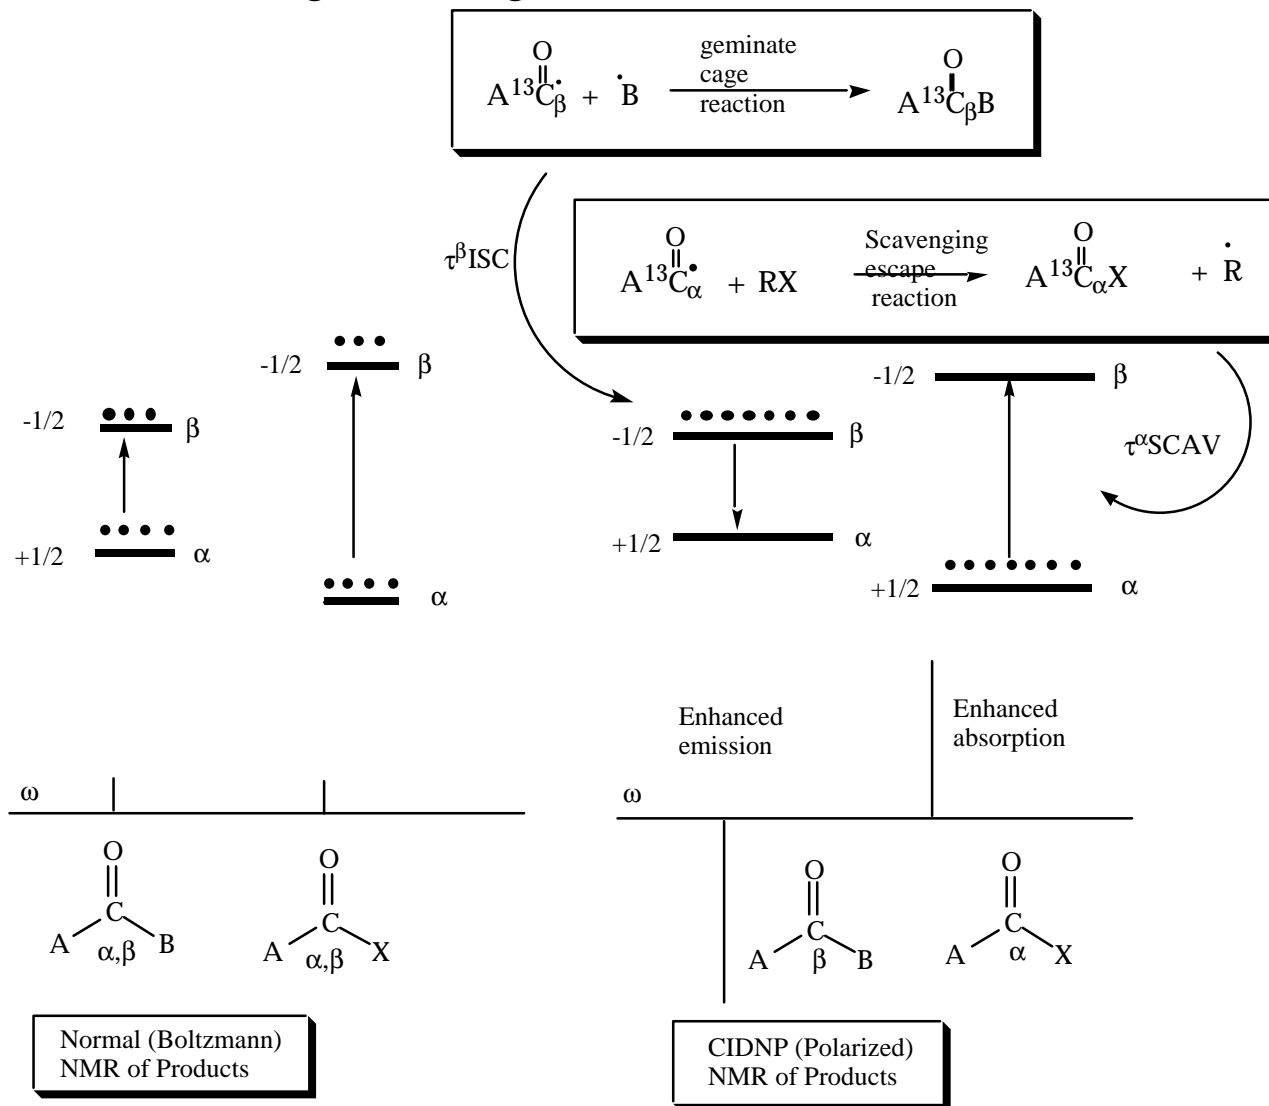 O
A¹³C•β + •B
geminate
cage
reaction
O
A¹³CβB
τᵝISC
O
A¹³C•α + RX
Scavenging
escape
reaction
O
A¹³CαX + •R
-1/2 β
+1/2 α
-1/2 β
α
-1/2 β
+1/2 α
-1/2 β
+1/2 α
τᵅSCAV
Enhanced
emission
Enhanced
absorption
ω
ω
O
C
A B
α,β
O
C
A X
α,β
O
C
A B
β
O
C
A X
α
Normal (Boltzmann)
NMR of Products
CIDNP (Polarized)
NMR of Products